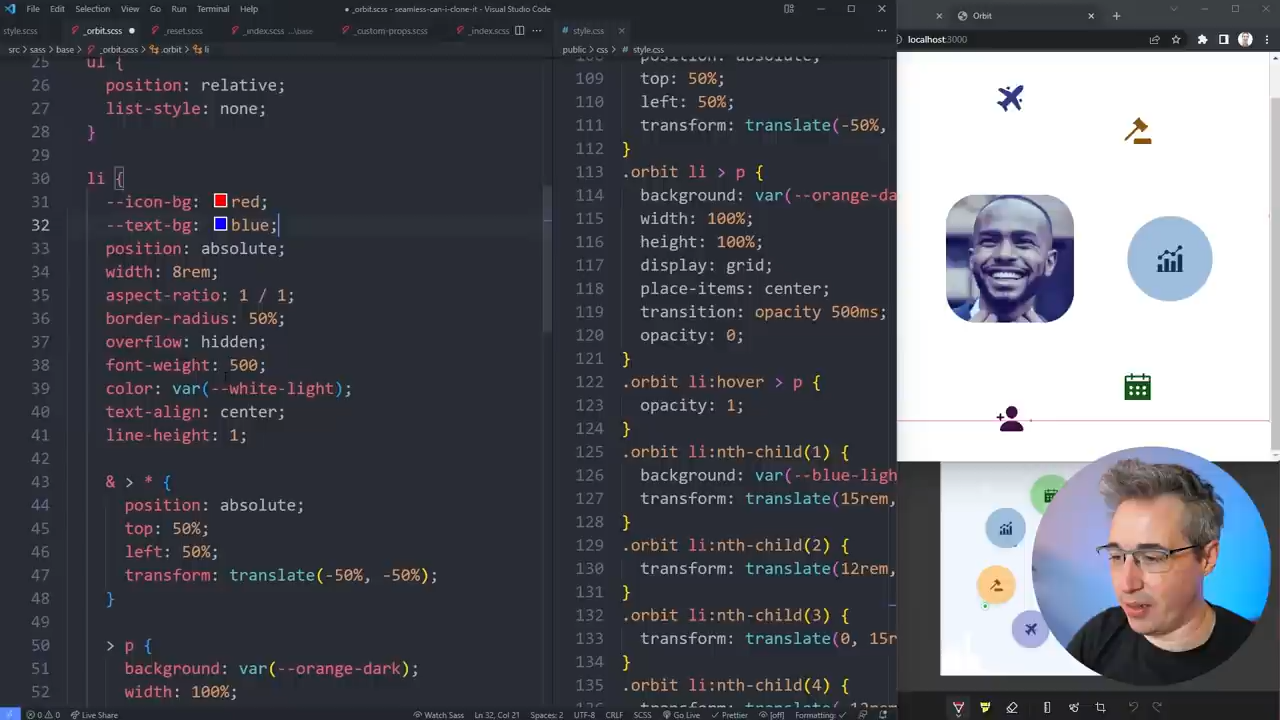 File Edit Selection View Go Run Terminal Help
_orbit.scss - seamless-can-i-clone-it - Visual Studio Code
style.scss _orbit.scss _reset.scss _index.scss ...\base _custom-props.scss _index.scss
src > sass > base > _orbit.scss > .orbit > li
ul {
26 position: relative;
27 list-style: none;
28 }
29
30 li {
31 --icon-bg: red;
32 --text-bg: blue;
33 position: absolute;
34 width: 8rem;
35 aspect-ratio: 1 / 1;
36 border-radius: 50%;
37 overflow: hidden;
38 font-weight: 500;
39 color: var(--white-light);
40 text-align: center;
41 line-height: 1;
42
43 & > * {
44 position: absolute;
45 top: 50%;
46 left: 50%;
47 transform: translate(-50%, -50%);
48 }
49
50 > p {
51 background: var(--orange-dark);
52 width: 100%;
style.css
public > css > style.css
position: absolute;
109 top: 50%;
110 left: 50%;
111 transform: translate(-50%,
112 }
113 .orbit li > p {
114 background: var(--orange-da
115 width: 100%;
116 height: 100%;
117 display: grid;
118 place-items: center;
119 transition: opacity 500ms;
120 opacity: 0;
121 }
122 .orbit li:hover > p {
123 opacity: 1;
124 }
125 .orbit li:nth-child(1) {
126 background: var(--blue-ligh
127 transform: translate(15rem,
128 }
129 .orbit li:nth-child(2) {
130 transform: translate(12rem,
131 }
132 .orbit li:nth-child(3) {
133 transform: translate(0, 15r
134 }
135 .orbit li:nth-child(4) {
Orbit
localhost:3000
0 0 Live Share
Watch Sass Ln 32, Col 21 Spaces: 2 UTF-8 CRLF SCSS Go Live Prettier [off] Formatting: